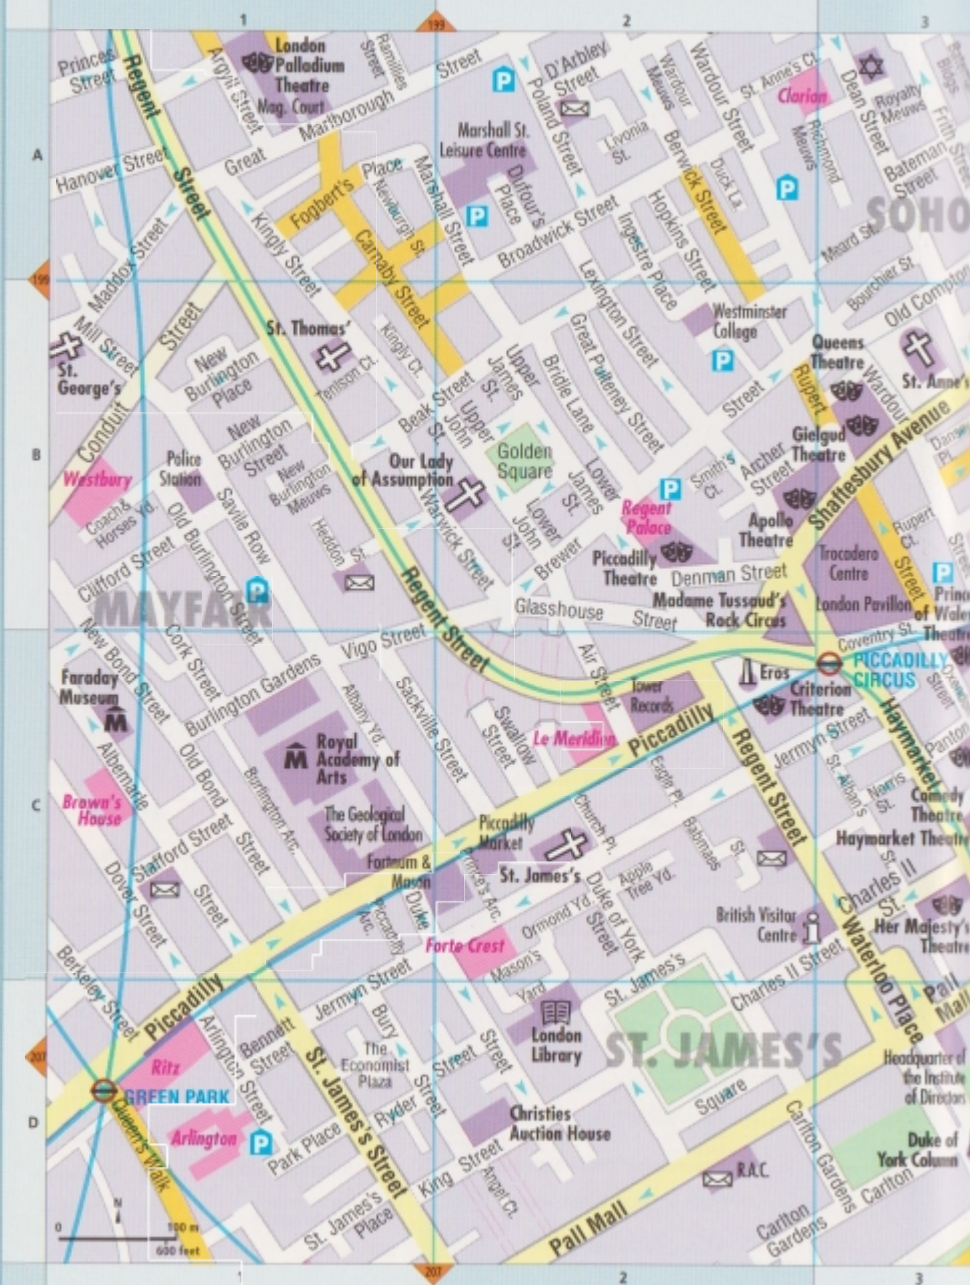 1
199
2
3
A
B
C
D
199
207
207
1
2
3
Princes
Street
Regent
Street
Argyll Street
London
Palladium
Theatre
Mag. Court
Ramillies
Street
Great
Marlborough
Street
D'Arblay
Street
Poland Street
Wardour
Meuws
Wardour Street
St. Anne's Ct.
Clarion
Dean Street
Royalty
Meuws
Frith
Richmond
Meuws
Bateman
Street
Hanover Street
Marshall St.
Leisure Centre
Livonia
St.
Berwick Street
Duck La.
Fogbert's
Place
Newburgh St.
Marshall Street
Dufour's
Place
Broadwick Street
Ingestre Place
Hopkins Street
SOHO
Meard St.
Maddox Street
Kingly Street
Carnaby Street
Lexington Street
Bourchier St.
Old Compton
Mill Street
St.
George's
Conduit
Street
New
Burlington
Place
St. Thomas'
Tenison Ct.
Kingly Ct.
Great Pulteney Street
Westminster
College
Queens
Theatre
St. Anne's
Rupert
Wardour
Beak Street
Upper
James
St.
Upper
John
St.
Bridle Lane
Street
Gielgud
Theatre
Shaftesbury Avenue
New
Burlington
Street
Westbury
Police
Station
New
Burlington
Meuws
Our Lady
of Assumption
Golden
Square
Lower
James
St.
Lower
John
St.
Regent
Palace
Smith's
Ct.
Archer
Street
Apollo
Theatre
Coach&
Horses Yd.
Savile Row
Heddon St.
Warwick Street
Brewer
Piccadilly
Theatre
Denman Street
Trocadero
Centre
Rupert
Ct.
Street
Clifford Street
Old Burlington Street
MAYFAIR
Regent Street
Glasshouse
Street
Madame Tussaud's
Rock Circus
London Pavillon
Coventry St.
PICCADILLY
CIRCUS
New Bond Street
Cork Street
Vigo Street
Faraday
Museum
Burlington Gardens
Albany Yd.
Sackville Street
Swallow
Street
Air Street
Tower
Records
Eros
Criterion
Theatre
Le Meridien
Piccadilly
Haymarket
Panton
Albemarle
Old Bond
Street
Royal
Academy of
Arts
Regent Street
Jermyn Street
St. Alban's
St.
Norris
St.
Brown's
House
Burlington Arc.
The Geological
Society of London
Piccadilly
Market
Eagle Pl.
Church Pl.
Babmaes
St.
Comedy
Theatre
Haymarket Theatre
Stafford Street
Dover Street
Street
Fortnum &
Mason
Prince's Arc.
St. James's
Apple
Tree Yd.
Charles II
St.
Piccadilly
Arc.
Duke
Forte Crest
Ormond Yd.
Duke of York
Street
British Visitor
Centre
Her Majesty's
Theatre
Berkeley Street
Piccadilly
Jermyn Street
Mason's
Yard
St. James's
Charles II Street
Waterloo Place
Pall
Mall
Arlington Street
Bennett
Street
Bury
Street
The
Economist
Plaza
London
Library
ST. JAMES'S
Headquarter of
the Institute
of Directors
Ritz
GREEN PARK
Queen's Walk
Arlington
St. James's Street
Park Place
Ryder
Street
Christies
Auction House
Square
Carlton Gardens
Duke of
York Column
King Street
Angel Ct.
R.A.C.
Carlton
N
0
100 m
600 feet
St. James's
Place
Pall Mall
Carlton
Gardens